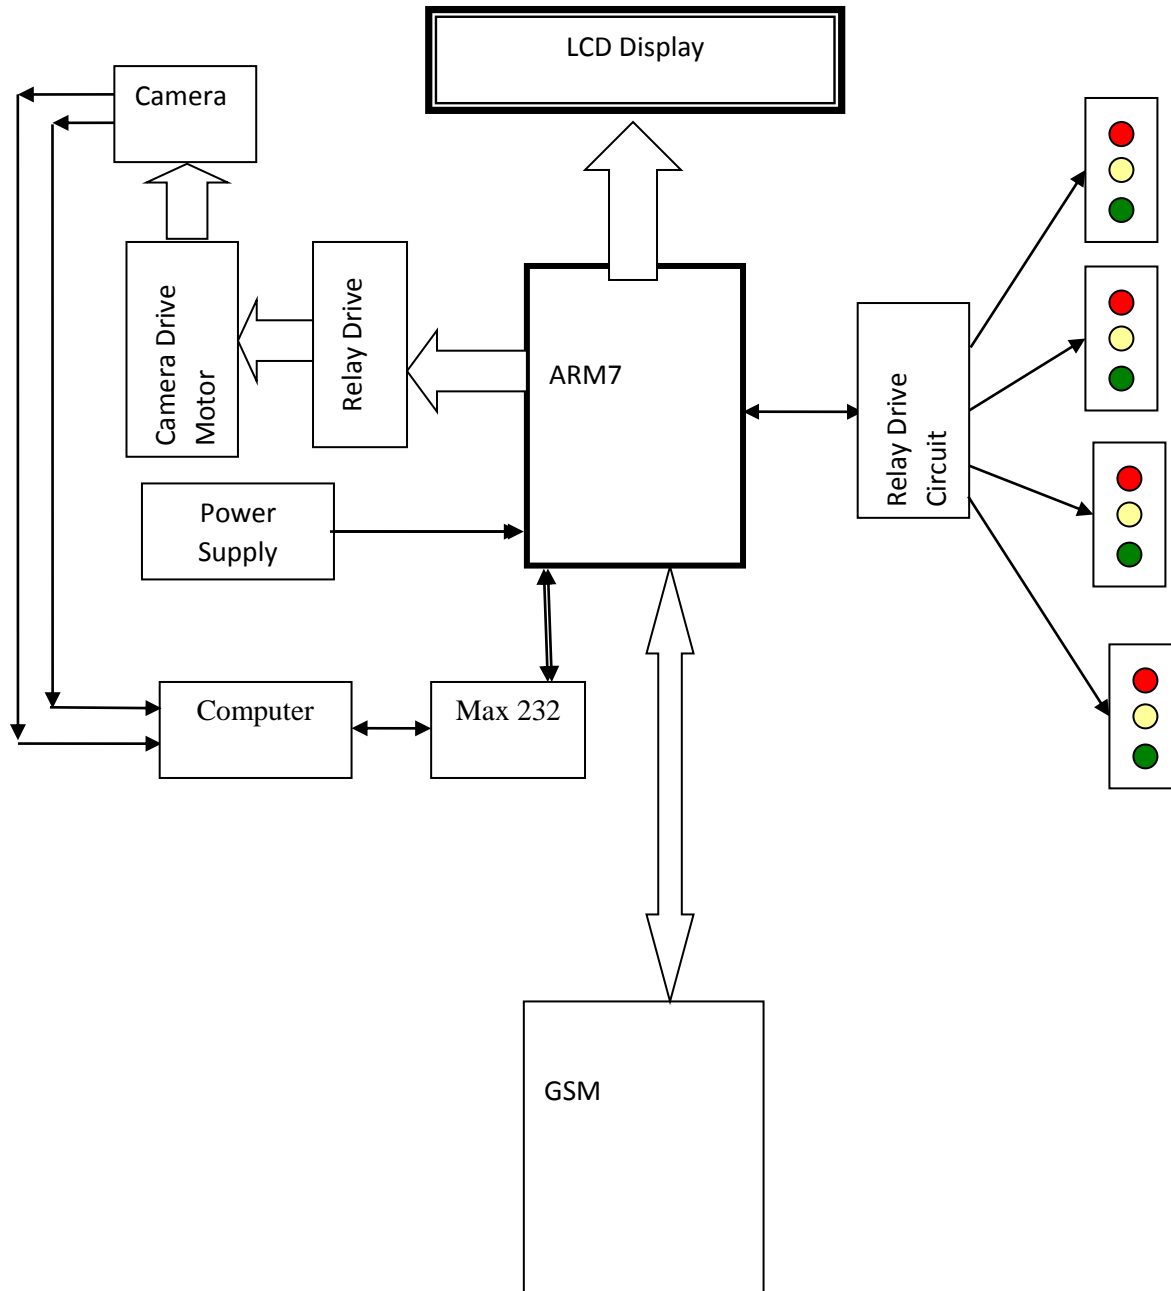 LCD Display
Camera
Camera Drive
Motor
Relay Drive
ARM7
Relay Drive
Circuit
Power
Supply
Computer
Max 232
GSM